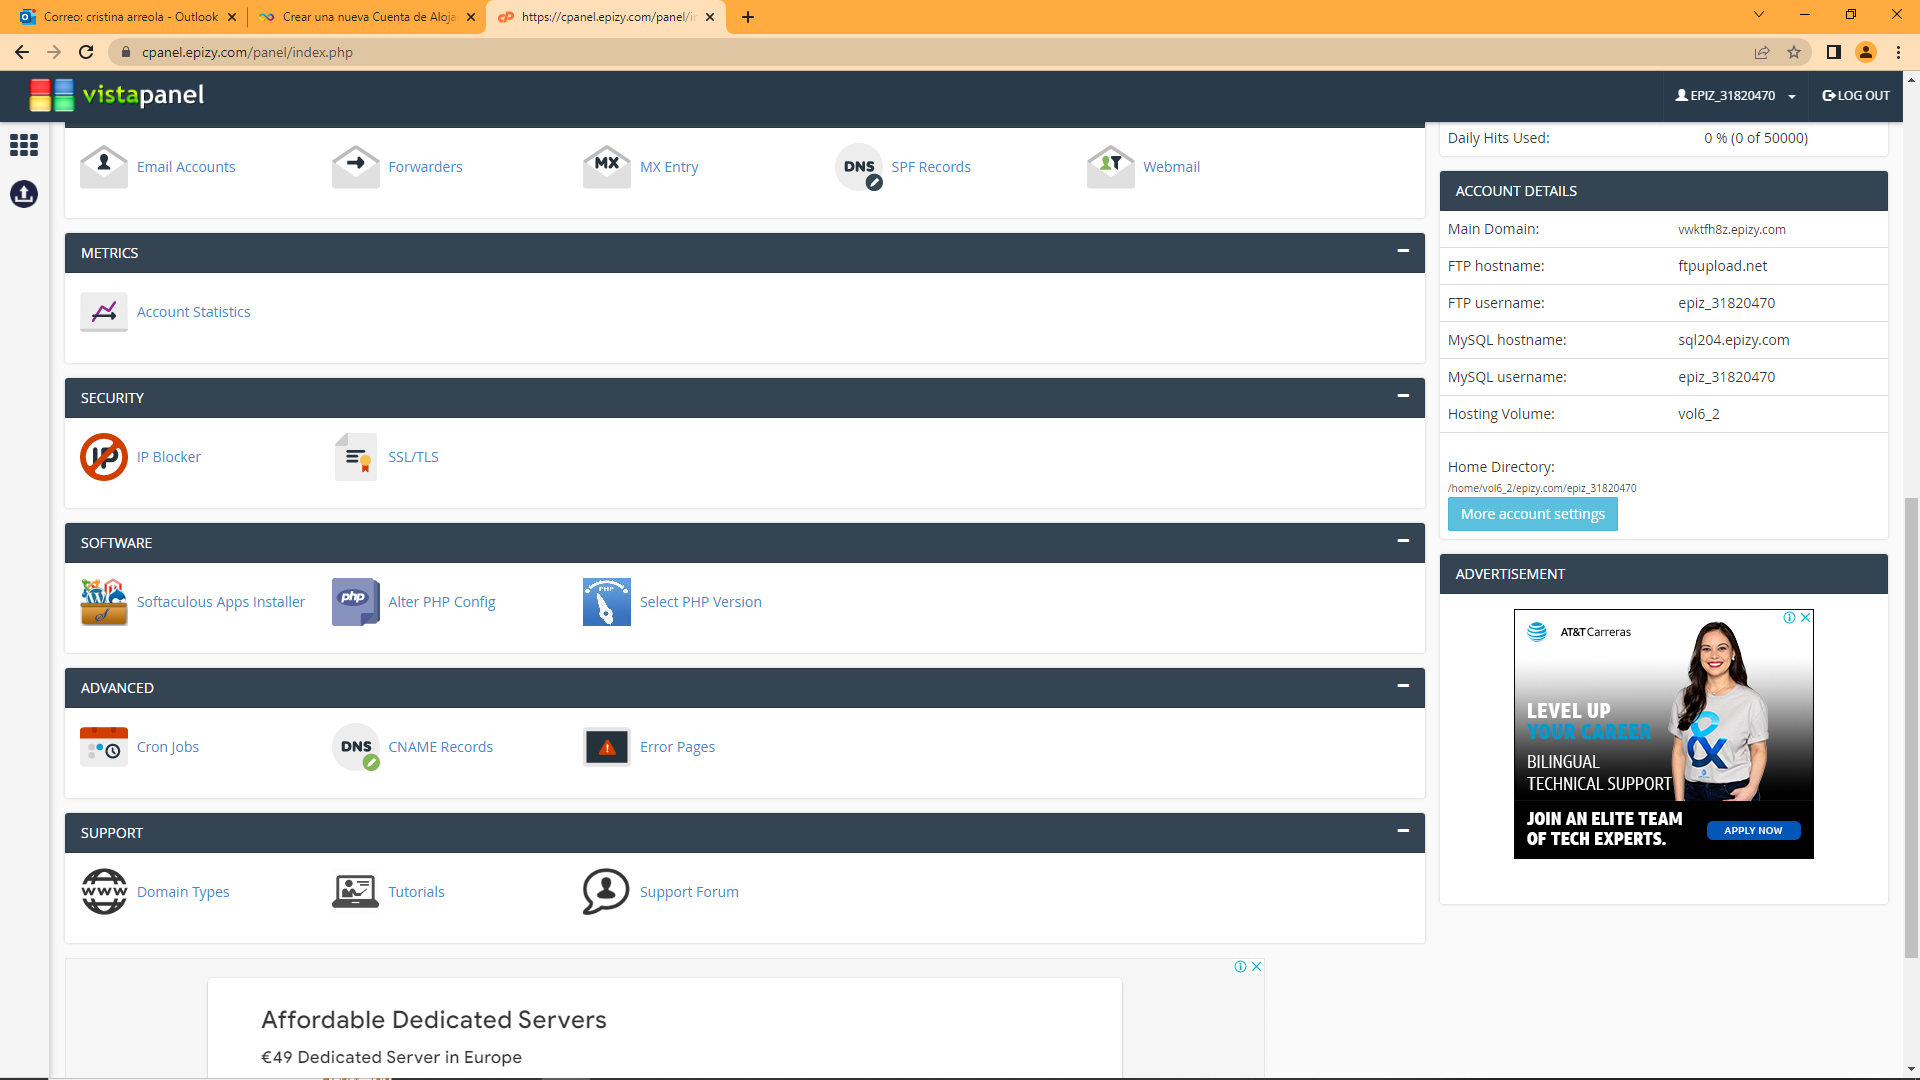 Correo: cristina arreola - Outlook
Crear una nueva Cuenta de Aloja
https://cpanel.epizy.com/panel/i
cpanel.epizy.com/panel/index.php
vistapanel
EPIZ_31820470
LOG OUT
Email Accounts
Forwarders
MX
MX Entry
DNS
SPF Records
Webmail
METRICS
Account Statistics
SECURITY
IP
IP Blocker
SSL/TLS
SOFTWARE
Softaculous Apps Installer
php
Alter PHP Config
PHP
Select PHP Version
ADVANCED
Cron Jobs
DNS
CNAME Records
Error Pages
SUPPORT
WWW
Domain Types
Tutorials
Support Forum
Daily Hits Used: 0 % (0 of 50000)
ACCOUNT DETAILS
Main Domain: vwktfh8z.epizy.com
FTP hostname: ftpupload.net
FTP username: epiz_31820470
MySQL hostname: sql204.epizy.com
MySQL username: epiz_31820470
Hosting Volume: vol6_2
Home Directory:
/home/vol6_2/epizy.com/epiz_31820470
More account settings
ADVERTISEMENT
AT&T Carreras
LEVEL UP
YOUR CAREER
BILINGUAL
TECHNICAL SUPPORT
JOIN AN ELITE TEAM
OF TECH EXPERTS.
APPLY NOW
Affordable Dedicated Servers
€49 Dedicated Server in Europe